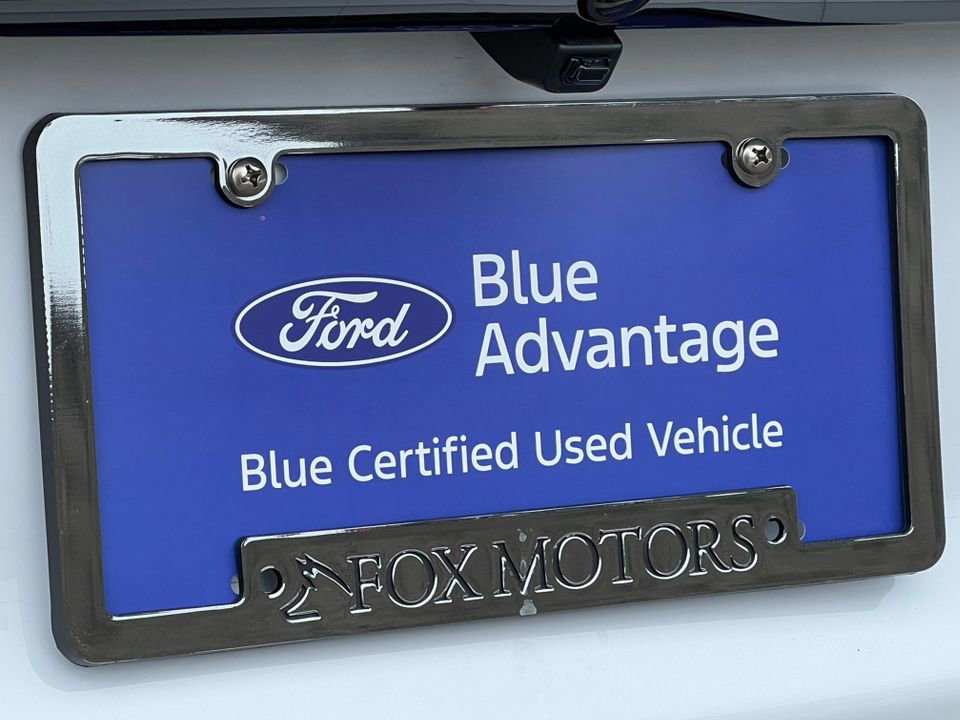 Ford
Blue
Advantage
Blue Certified Used Vehicle
FOX MOTORS